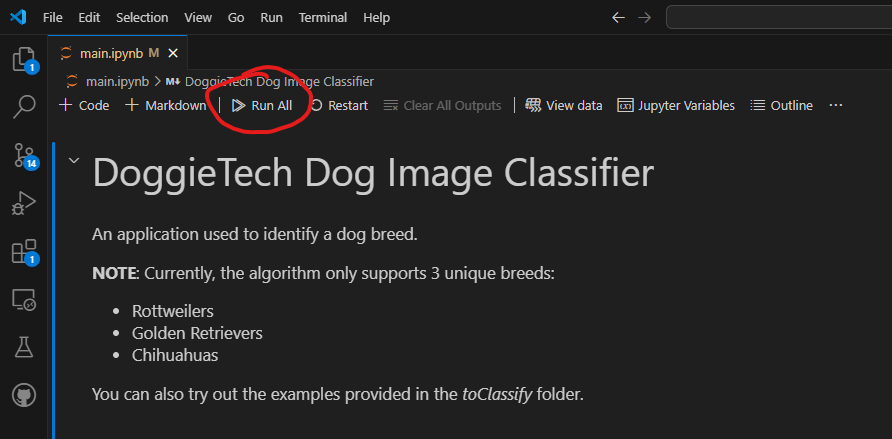 File Edit Selection View Go Run Terminal Help
main.ipynb M
main.ipynb > M↓ DoggieTech Dog Image Classifier
Code Markdown Run All Restart Clear All Outputs View data Jupyter Variables Outline ...
DoggieTech Dog Image Classifier
1
An application used to identify a dog breed.
14
NOTE: Currently, the algorithm only supports 3 unique breeds:
1
• Rottweilers
• Golden Retrievers
• Chihuahuas
You can also try out the examples provided in the toClassify folder.